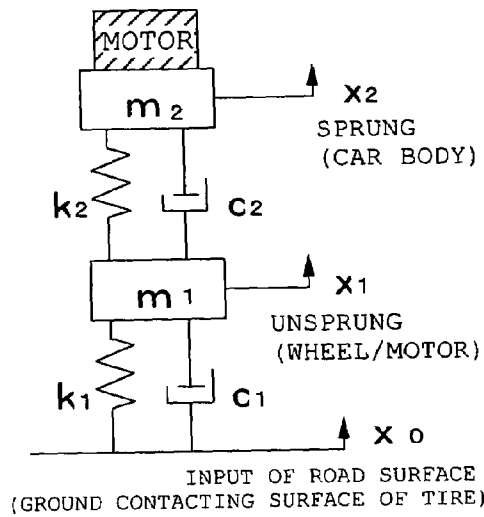 MOTOR
m2
x2
SPRUNG
(CAR BODY)
k2
c2
m1
x1
UNSPRUNG
(WHEEL/MOTOR)
k1
c1
x0
INPUT OF ROAD SURFACE
(GROUND CONTACTING SURFACE OF TIRE)